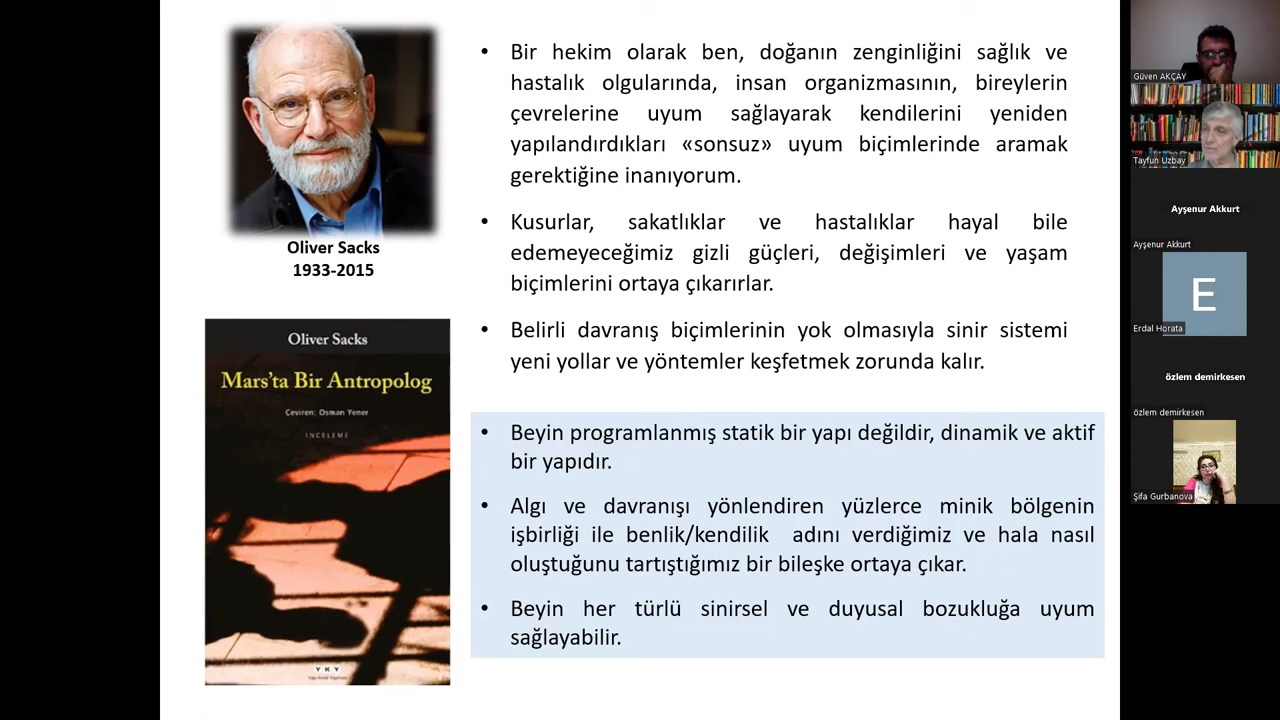 Oliver Sacks
1933-2015
Oliver Sacks
Mars'ta Bir Antropolog
Çeviren: Osman Yener
İNCELEME
YKY
• Bir hekim olarak ben, doğanın zenginliğini sağlık ve
hastalık olgularında, insan organizmasının, bireylerin
çevrelerine uyum sağlayarak kendilerini yeniden
yapılandırdıkları «sonsuz» uyum biçimlerinde aramak
gerektiğine inanıyorum.
• Kusurlar, sakatlıklar ve hastalıklar hayal bile
edemeyeceğimiz gizli güçleri, değişimleri ve yaşam
biçimlerini ortaya çıkarırlar.
• Belirli davranış biçimlerinin yok olmasıyla sinir sistemi
yeni yollar ve yöntemler keşfetmek zorunda kalır.
• Beyin programlanmış statik bir yapı değildir, dinamik ve aktif
bir yapıdır.
• Algı ve davranışı yönlendiren yüzlerce minik bölgenin
işbirliği ile benlik/kendilik adını verdiğimiz ve hala nasıl
oluştuğunu tartıştığımız bir bileşke ortaya çıkar.
• Beyin her türlü sinirsel ve duyusal bozukluğa uyum
sağlayabilir.
Güven AKÇAY
Tayfun Uzbay
Ayşenur Akkurt
Ayşenur Akkurt
E
Erdal Horata
özlem demirkesen
özlem demirkesen
Şifa Gurbanova